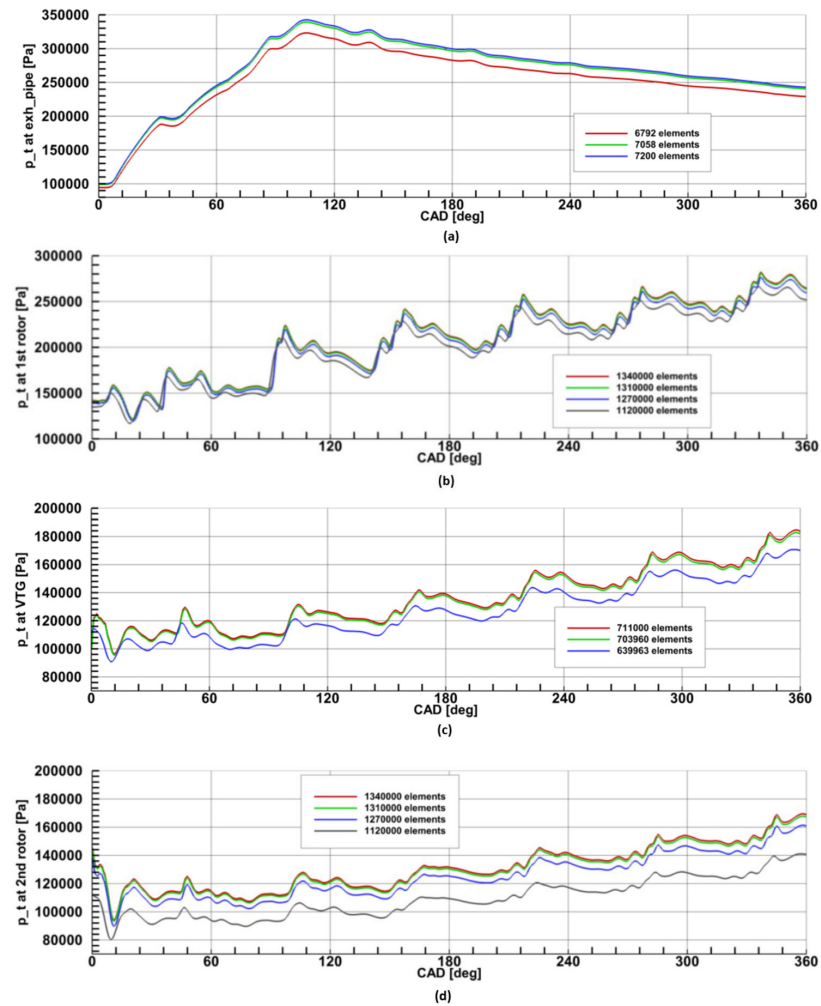 p_t at exh_pipe [Pa]
350000
300000
250000
200000
150000
100000
6792 elements
7058 elements
7200 elements
0 60 120 180 240 300 360
CAD [deg]
(a)
p_t at 1st rotor [Pa]
300000
250000
200000
150000
100000
1340000 elements
1310000 elements
1270000 elements
1120000 elements
0 60 120 180 240 300 360
CAD [deg]
(b)
p_t at VTG [Pa]
200000
180000
160000
140000
120000
100000
80000
711000 elements
703960 elements
639963 elements
0 60 120 180 240 300 360
CAD [deg]
(c)
p_t at 2nd rotor [Pa]
200000
180000
160000
140000
120000
100000
80000
1340000 elements
1310000 elements
1270000 elements
1120000 elements
0 60 120 180 240 300 360
CAD [deg]
(d)